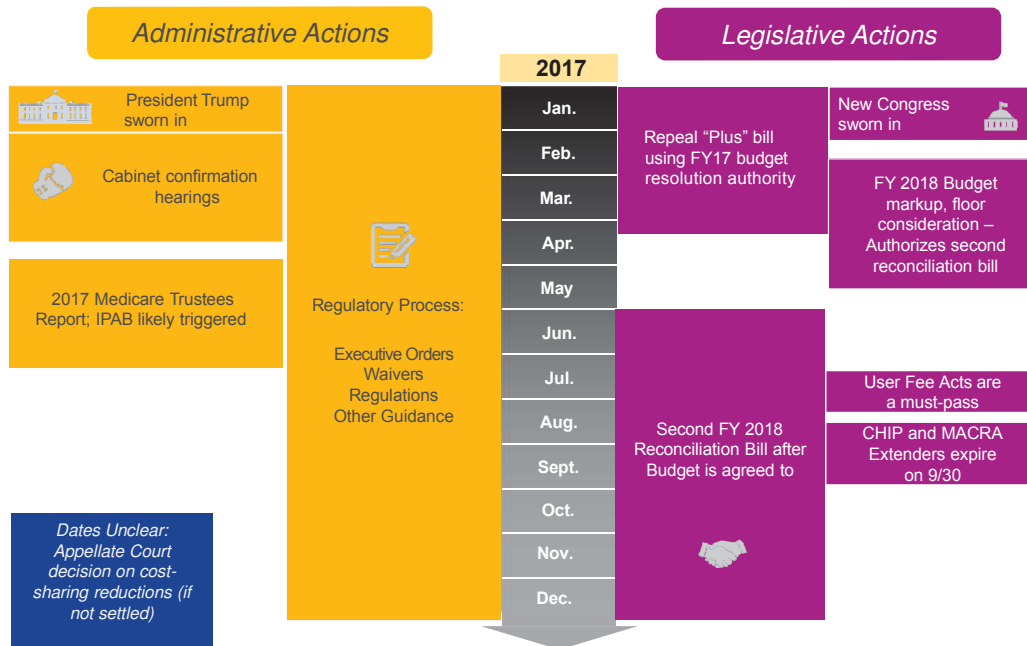 Administrative Actions
Legislative Actions
2017
President Trump
sworn in
Cabinet confirmation
hearings
2017 Medicare Trustees
Report; IPAB likely triggered
Dates Unclear:
Appellate Court
decision on cost-
sharing reductions (if
not settled)
Regulatory Process:
Executive Orders
Waivers
Regulations
Other Guidance
Jan.
Feb.
Mar.
Apr.
May
Jun.
Jul.
Aug.
Sept.
Oct.
Nov.
Dec.
Repeal “Plus” bill
using FY17 budget
resolution authority
Second FY 2018
Reconciliation Bill after
Budget is agreed to
New Congress
sworn in
FY 2018 Budget
markup, floor
consideration –
Authorizes second
reconciliation bill
User Fee Acts are
a must-pass
CHIP and MACRA
Extenders expire
on 9/30